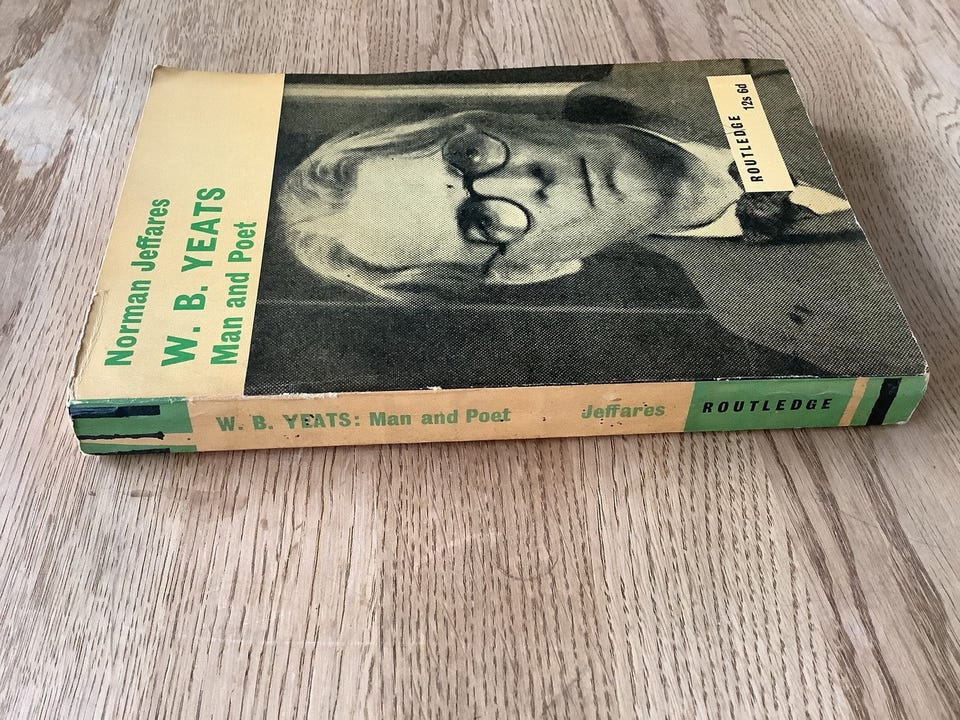 Norman Jeffares
W. B. YEATS
Man and Poet
ROUTLEDGE
12s 6d
W. B. YEATS: Man and Poet Jeffares ROUTLEDGE